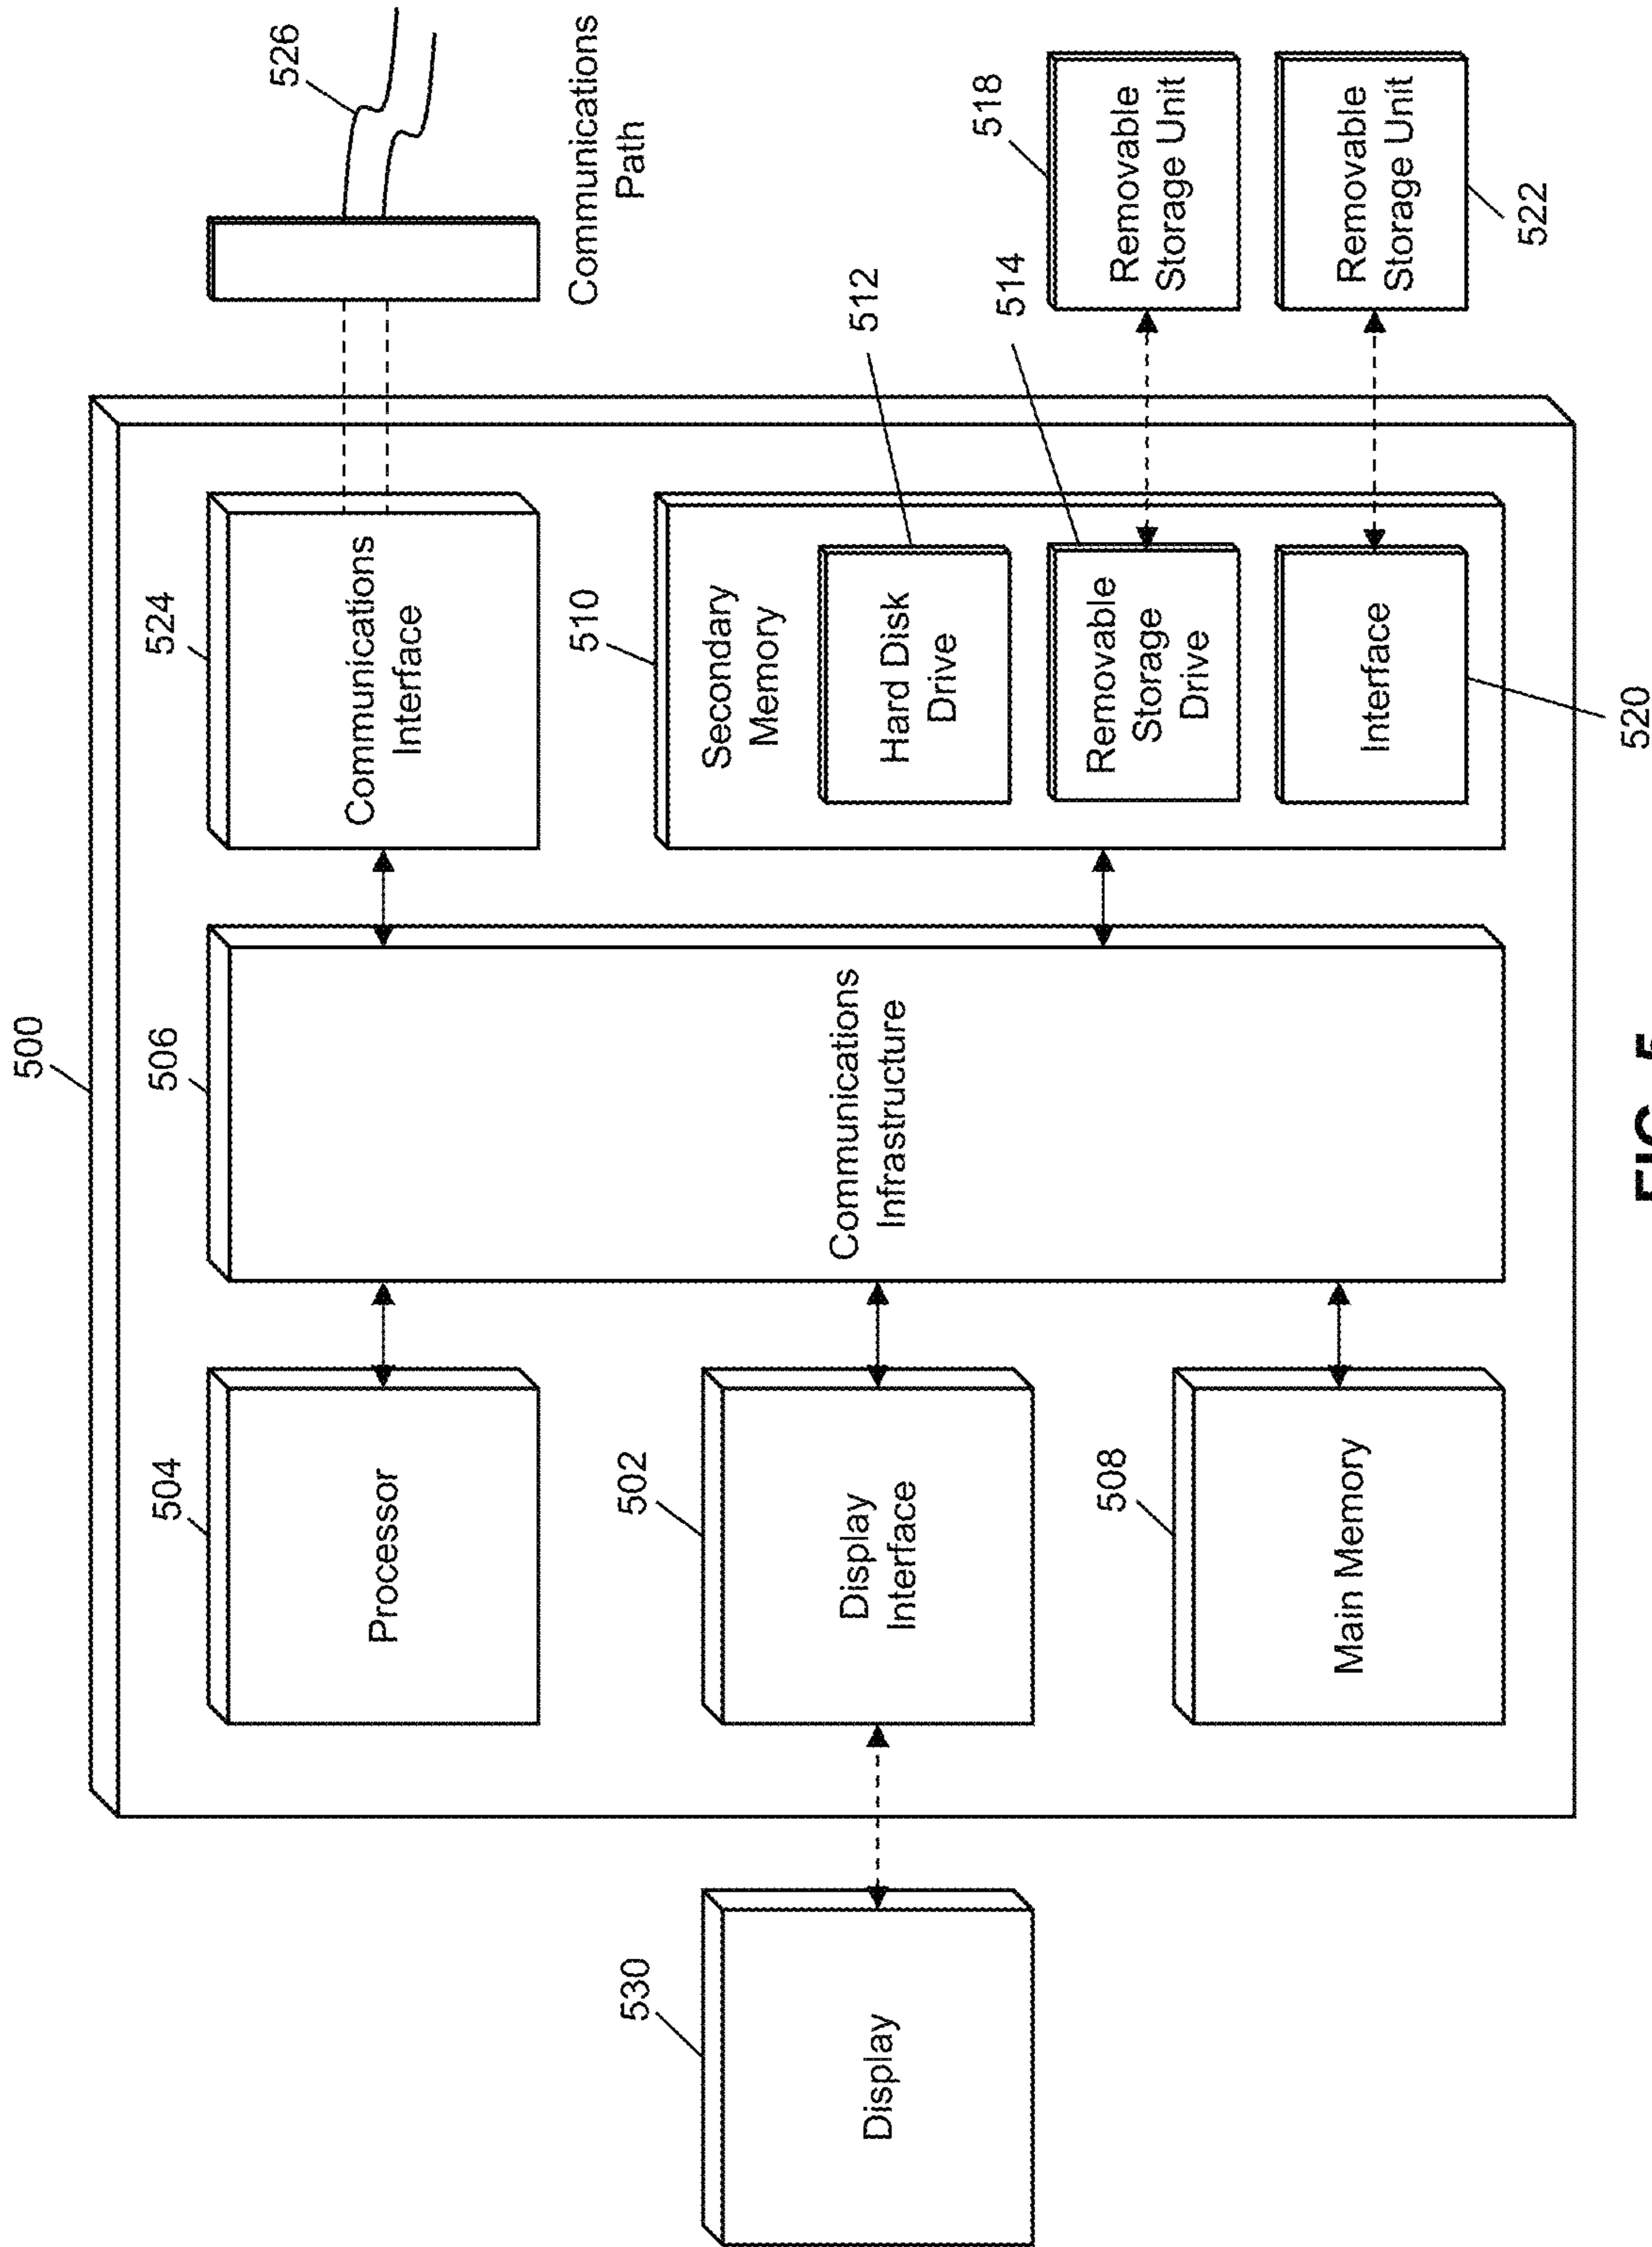 500
504
Processor
530
Display
502
Display
Interface
508
Main Memory
506
Communications
Infrastructure
524
Communications
Interface
510
Secondary
Memory
512
Hard Disk
Drive
514
Removable
Storage
Drive
Interface
520
526
Communications
Path
518
Removable
Storage Unit
Removable
Storage Unit
522
FIG. 5